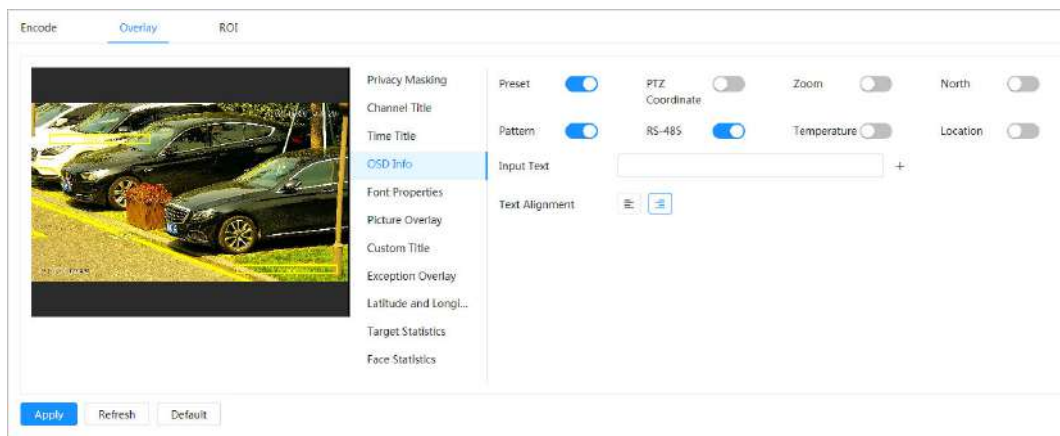 Encode Overlay ROI
Privacy Masking
Channel Title
Time Title
OSD Info
Font Properties
Picture Overlay
Custom Title
Exception Overlay
Latitude and Longi...
Target Statistics
Face Statistics
Preset PTZ Coordinate Zoom North
Pattern RS-485 Temperature Location
Input Text +
Text Alignment
Apply Refresh Default